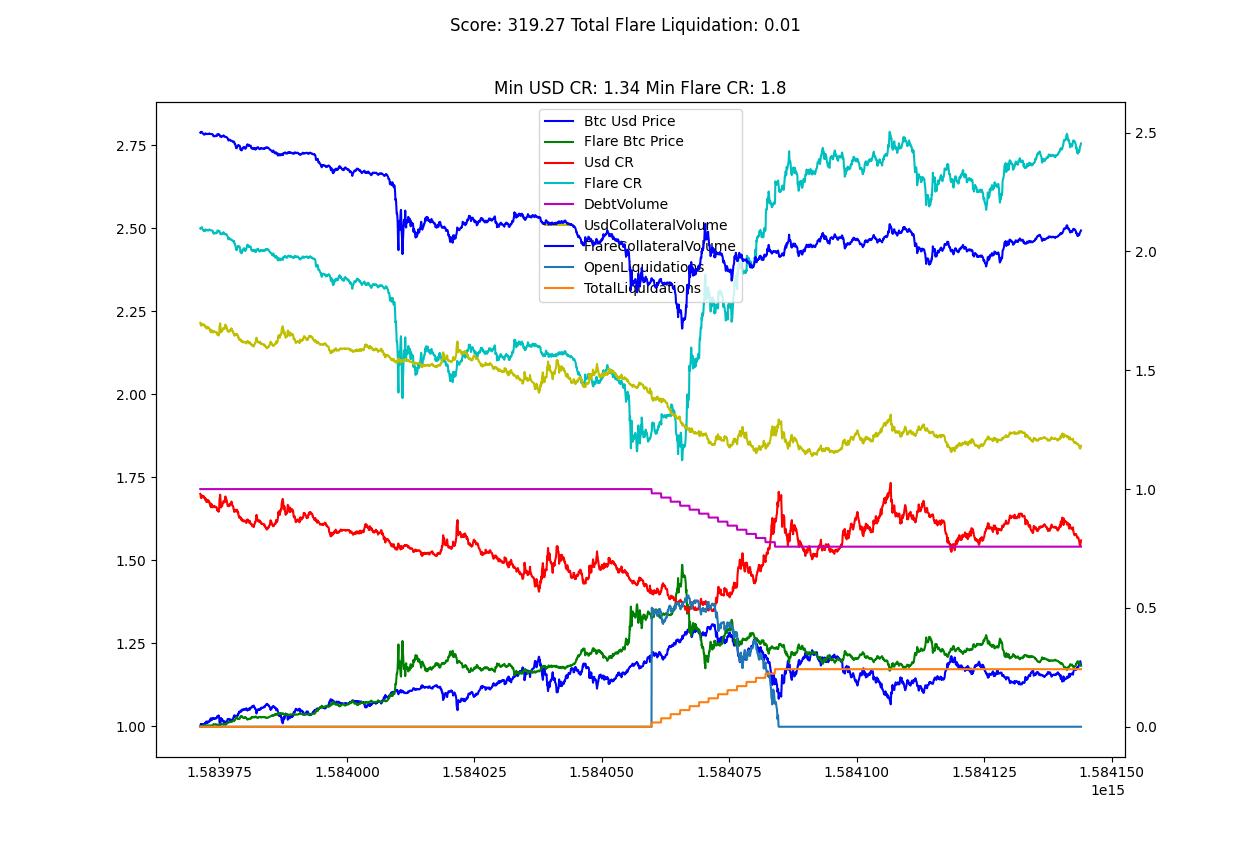 Score: 319.27 Total Flare Liquidation: 0.01
Min USD CR: 1.34 Min Flare CR: 1.8
Btc Usd Price
Flare Btc Price
Usd CR
Flare CR
DebtVolume
UsdCollateralVolume
FlareCollateralVolume
OpenLiquidations
TotalLiquidations
2.75
2.50
2.25
2.00
1.75
1.50
1.25
1.00
2.5
2.0
1.5
1.0
0.5
0.0
1.583975 1.584000 1.584025 1.584050 1.584075 1.584100 1.584125 1.584150
1e15